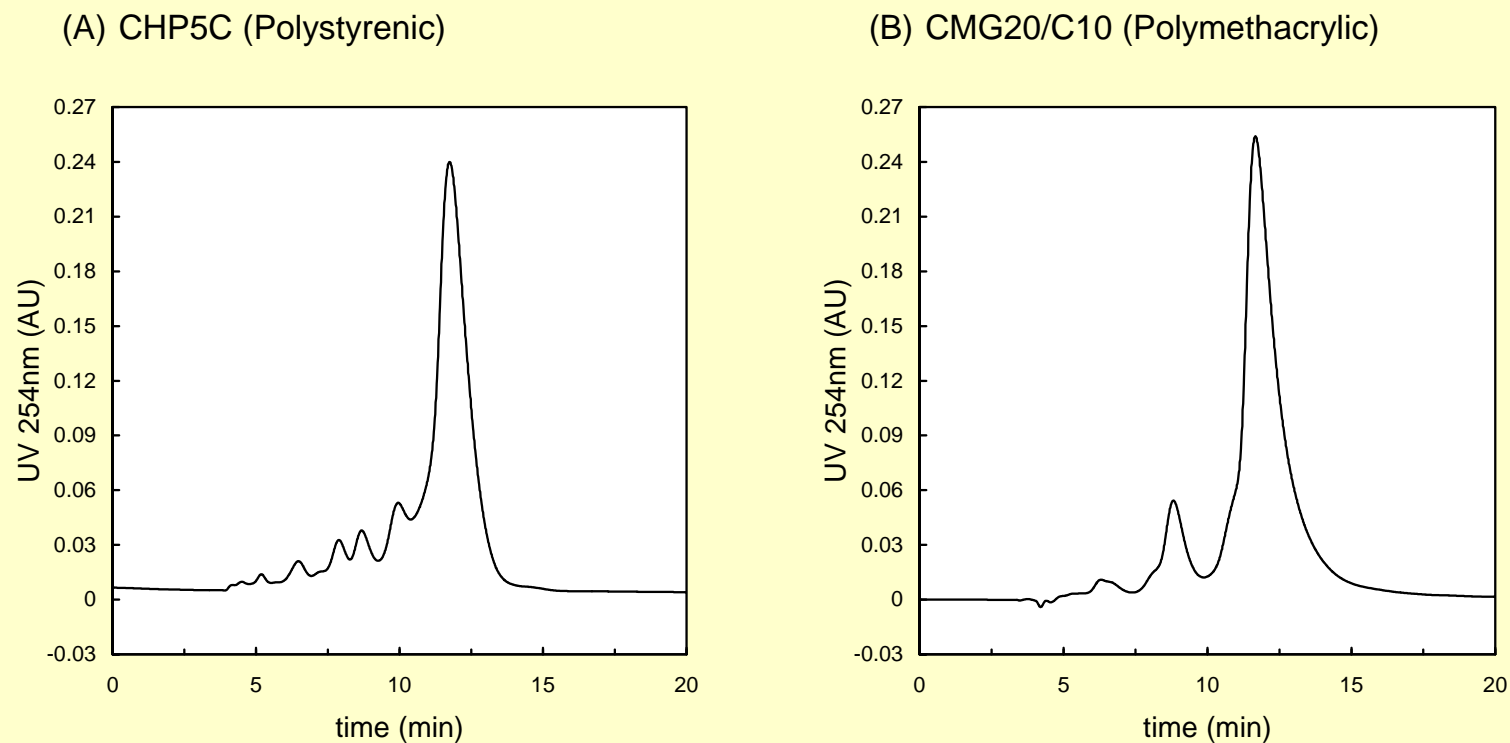 (A) CHP5C (Polystyrenic)
0.27
0.24
0.21
0.18
0.15
0.12
0.09
0.06
0.03
0
-0.03
UV 254nm (AU)
0 5 10 15 20
time (min)
(B) CMG20/C10 (Polymethacrylic)
0.27
0.24
0.21
0.18
0.15
0.12
0.09
0.06
0.03
0
-0.03
UV 254nm (AU)
0 5 10 15 20
time (min)